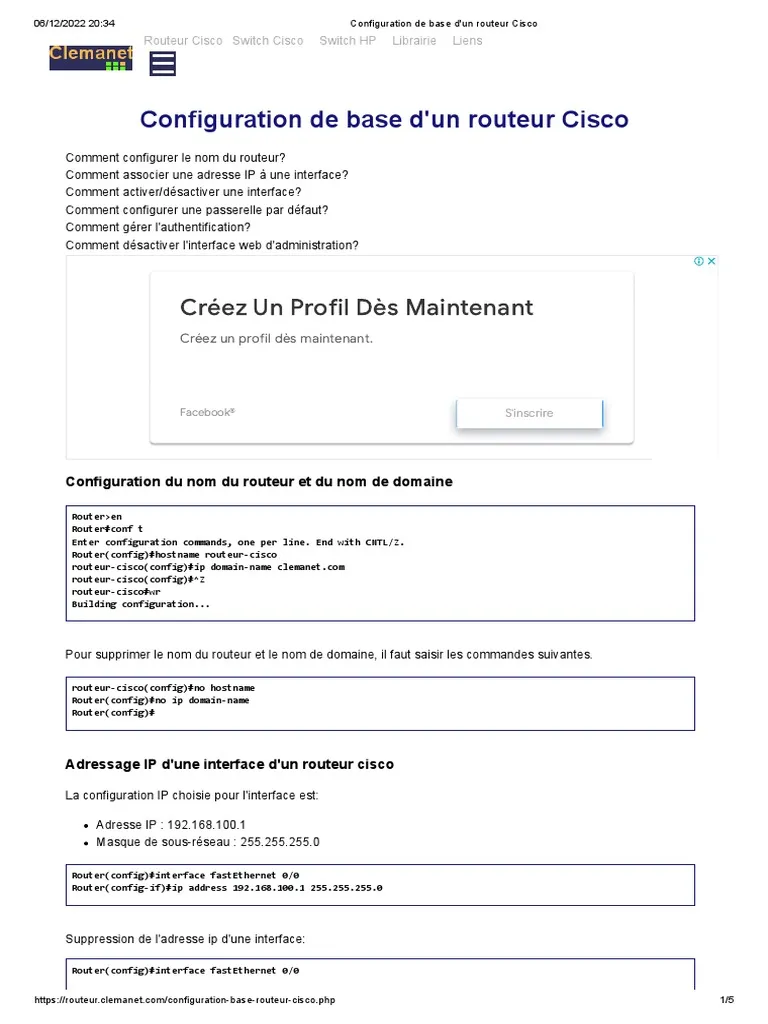 06/12/2022 20:34
Configuration de base d'un routeur Cisco
Routeur Cisco Switch Cisco Switch HP Librairie Liens
Clemanet
Configuration de base d'un routeur Cisco
Comment configurer le nom du routeur?
Comment associer une adresse IP à une interface?
Comment activer/désactiver une interface?
Comment configurer une passerelle par défaut?
Comment gérer l'authentification?
Comment désactiver l'interface web d'administration?
Créez Un Profil Dès Maintenant
Créez un profil dès maintenant.
Facebook®
S'inscrire
Configuration du nom du routeur et du nom de domaine
Router>en
Router#conf t
Enter configuration commands, one per line. End with CNTL/Z.
Router(config)#hostname routeur-cisco
routeur-cisco(config)#ip domain-name clemanet.com
routeur-cisco(config)#^Z
routeur-cisco#wr
Building configuration...
Pour supprimer le nom du routeur et le nom de domaine, il faut saisir les commandes suivantes.
routeur-cisco(config)#no hostname
Router(config)#no ip domain-name
Router(config)#
Adressage IP d'une interface d'un routeur cisco
La configuration IP choisie pour l'interface est:
• Adresse IP : 192.168.100.1
• Masque de sous-réseau : 255.255.255.0
Router(config)#interface fastEthernet 0/0
Router(config-if)#ip address 192.168.100.1 255.255.255.0
Suppression de l'adresse ip d'une interface:
Router(config)#interface fastEthernet 0/0
https://routeur.clemanet.com/configuration-base-routeur-cisco.php
1/5